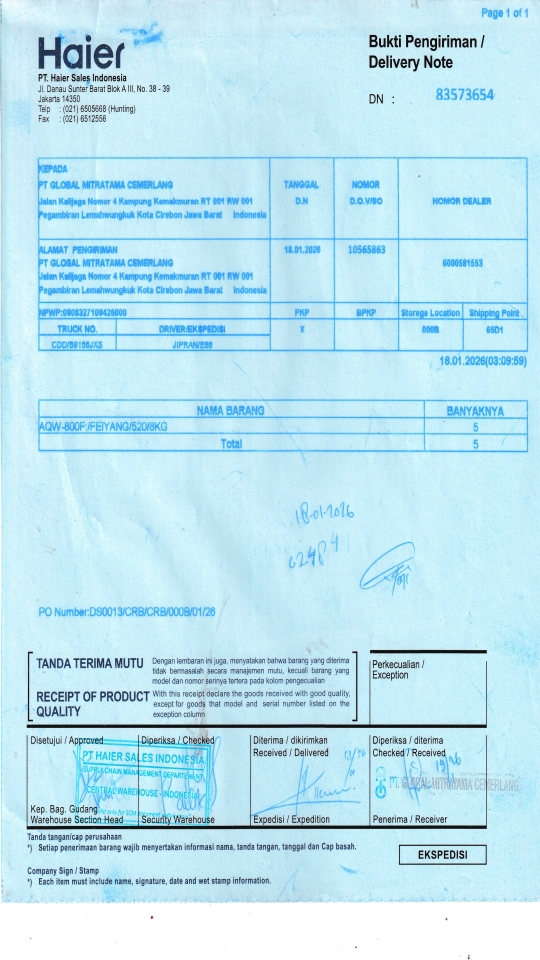 Page 1 of 1
Haier
PT. Haier Sales Indonesia
Jl. Danau Sunter Barat Blok A III, No. 38 - 39
Jakarta 14350
Telp : (021) 6505668 (Hunting)
Fax : (021) 6512556
Bukti Pengiriman /
Delivery Note
DN : 83573654
KEPADA
PT GLOBAL MITRATAMA CEMERLANG
Jalan Kalijaga Nomor 4 Kampung Kemakmuran RT 001 RW 001
Pegambiran Lemahwungkuk Kota Cirebon Jawa Barat Indonesia
TANGGAL
D.N
NOMOR
D.O.V/SO
NOMOR DEALER
ALAMAT PENGIRIMAN
PT GLOBAL MITRATAMA CEMERLANG
Jalan Kalijaga Nomor 4 Kampung Kemakmuran RT 001 RW 001
Pegambiran Lemahwungkuk Kota Cirebon Jawa Barat Indonesia
18.01.2026
10565863
6000581553
NPWP:0908327109426000
PKP
BPKP
Storege Location
Shipping Point
TRUCK NO.
DRIVER/EKSPEDISI
X
000B
65D1
JIPRAN/E86
18.01.2026(03:09:59)
NAMA BARANG
BANYAKNYA
AQW-800F/FEIYANG/520/8KG
5
Total
5
18-01-2026
PO Number:DS0013/CRB/CRB/000B/01/26
TANDA TERIMA MUTU
Dengan lembaran ini juga, menyatakan bahwa barang yang diterima
tidak bermasalah secara manajemen mutu, kecuali barang yang
model dan nomor serinya tertera pada kolom pengecualian
RECEIPT OF PRODUCT
QUALITY
With this receipt declare the goods received with good quality,
except for goods that model and serial number listed on the
exception column
Perkecualian /
Exception
Disetujui / Approved
Diperiksa / Checked
Diterima / dikirimkan
Received / Delivered
Diperiksa / diterima
Checked / Received
PT HAIER SALES INDONESIA
SUPPLY CHAIN MANAGEMENT DEPARTMENT
CENTRAL WAREHOUSE - INDONESIA
PT. GLOBAL MITRATAMA CEMERLANG
Kep. Bag. Gudang
Warehouse Section Head
Security Warehouse
Expedisi / Expedition
Penerima / Receiver
Tanda tangan/cap perusahaan
*) Setiap penerimaan barang wajib menyertakan informasi nama, tanda tangan, tanggal dan Cap basah.
EKSPEDISI
Company Sign / Stamp
*) Each item must include name, signature, date and wet stamp information.